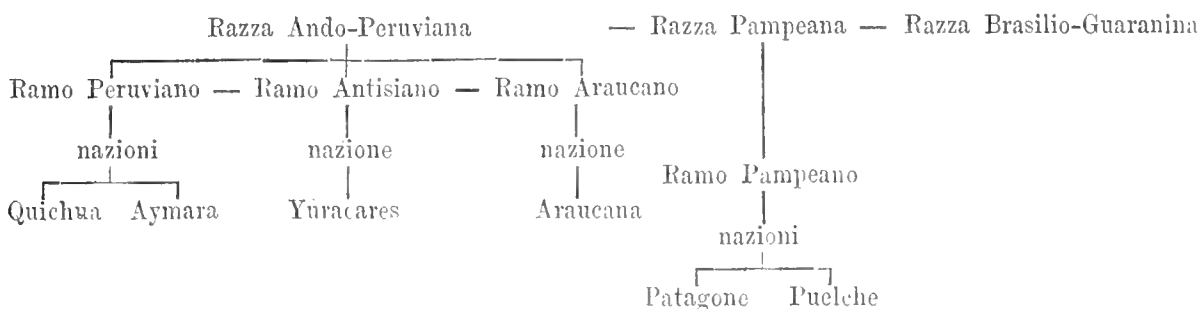 Razza Ando-Peruviana — Razza Pampeana — Razza Brasilio-Guaranina
Ramo Peruviano — Ramo Antisiano — Ramo Araucano
nazioni nazione nazione
Ramo Pampeano
Quichua Aymara Yuracares Araucana
nazioni
Patagone Puelche